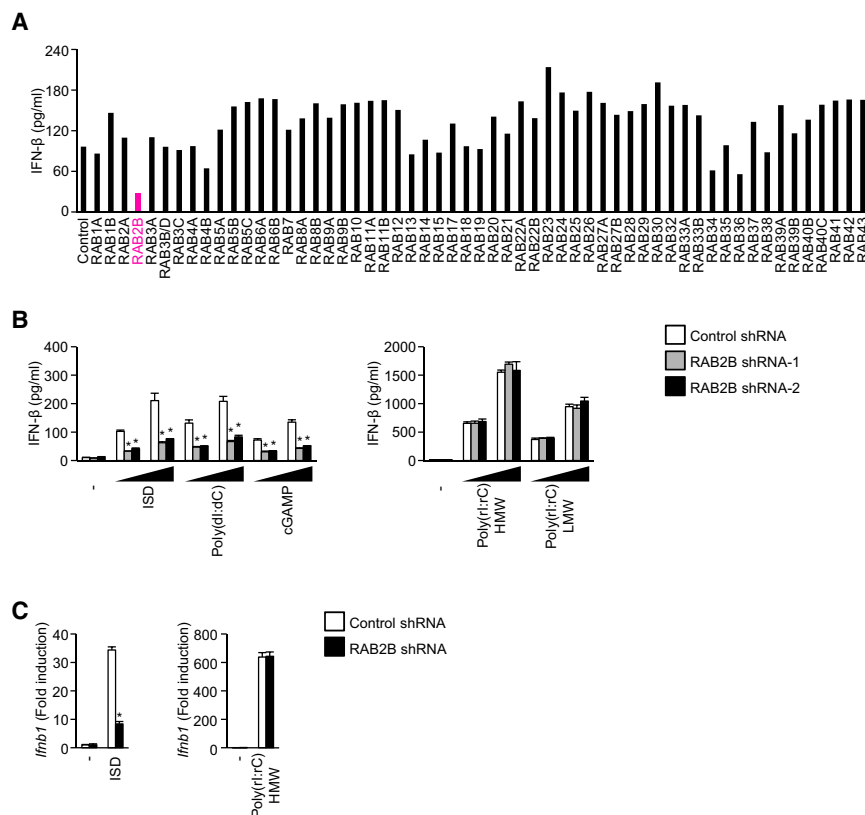 A
240
180
120
60
0
IFN-β (pg/ml)
Control
RAB1A
RAB1B
RAB2A
RAB2B
RAB3A
RAB3B/D
RAB3C
RAB4A
RAB4B
RAB5A
RAB5B
RAB5C
RAB6A
RAB6B
RAB7
RAB8A
RAB8B
RAB9A
RAB9B
RAB10
RAB11A
RAB11B
RAB12
RAB13
RAB14
RAB15
RAB17
RAB18
RAB19
RAB20
RAB21
RAB22A
RAB22B
RAB23
RAB24
RAB25
RAB26
RAB27A
RAB27B
RAB28
RAB29
RAB30
RAB32
RAB33A
RAB33B
RAB34
RAB35
RAB36
RAB37
RAB38
RAB39A
RAB39B
RAB40B
RAB40C
RAB41
RAB42
RAB43
B
400
300
200
100
0
IFN-β (pg/ml)
* * * * * * * * * * * *
-
ISD
Poly(dI:dC)
cGAMP
2000
1500
1000
500
0
IFN-β (pg/ml)
-
Poly(rI:rC)
HMW
Poly(rI:rC)
LMW
Control shRNA
RAB2B shRNA-1
RAB2B shRNA-2
C
40
30
20
10
0
Ifnb1 (Fold induction)
*
-
ISD
800
600
400
200
0
Ifnb1 (Fold induction)
-
Poly(rI:rC)
HMW
Control shRNA
RAB2B shRNA